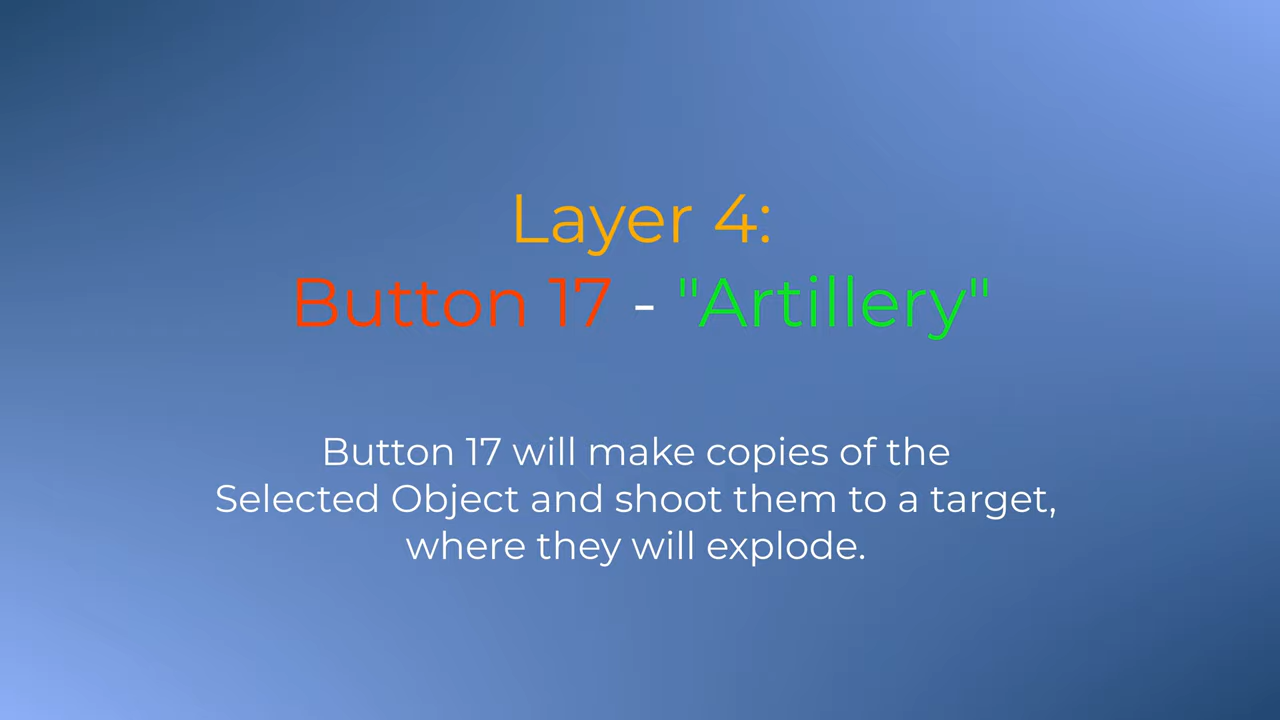 Layer 4:
Button 17 - "Artillery"
Button 17 will make copies of the
Selected Object and shoot them to a target,
where they will explode.